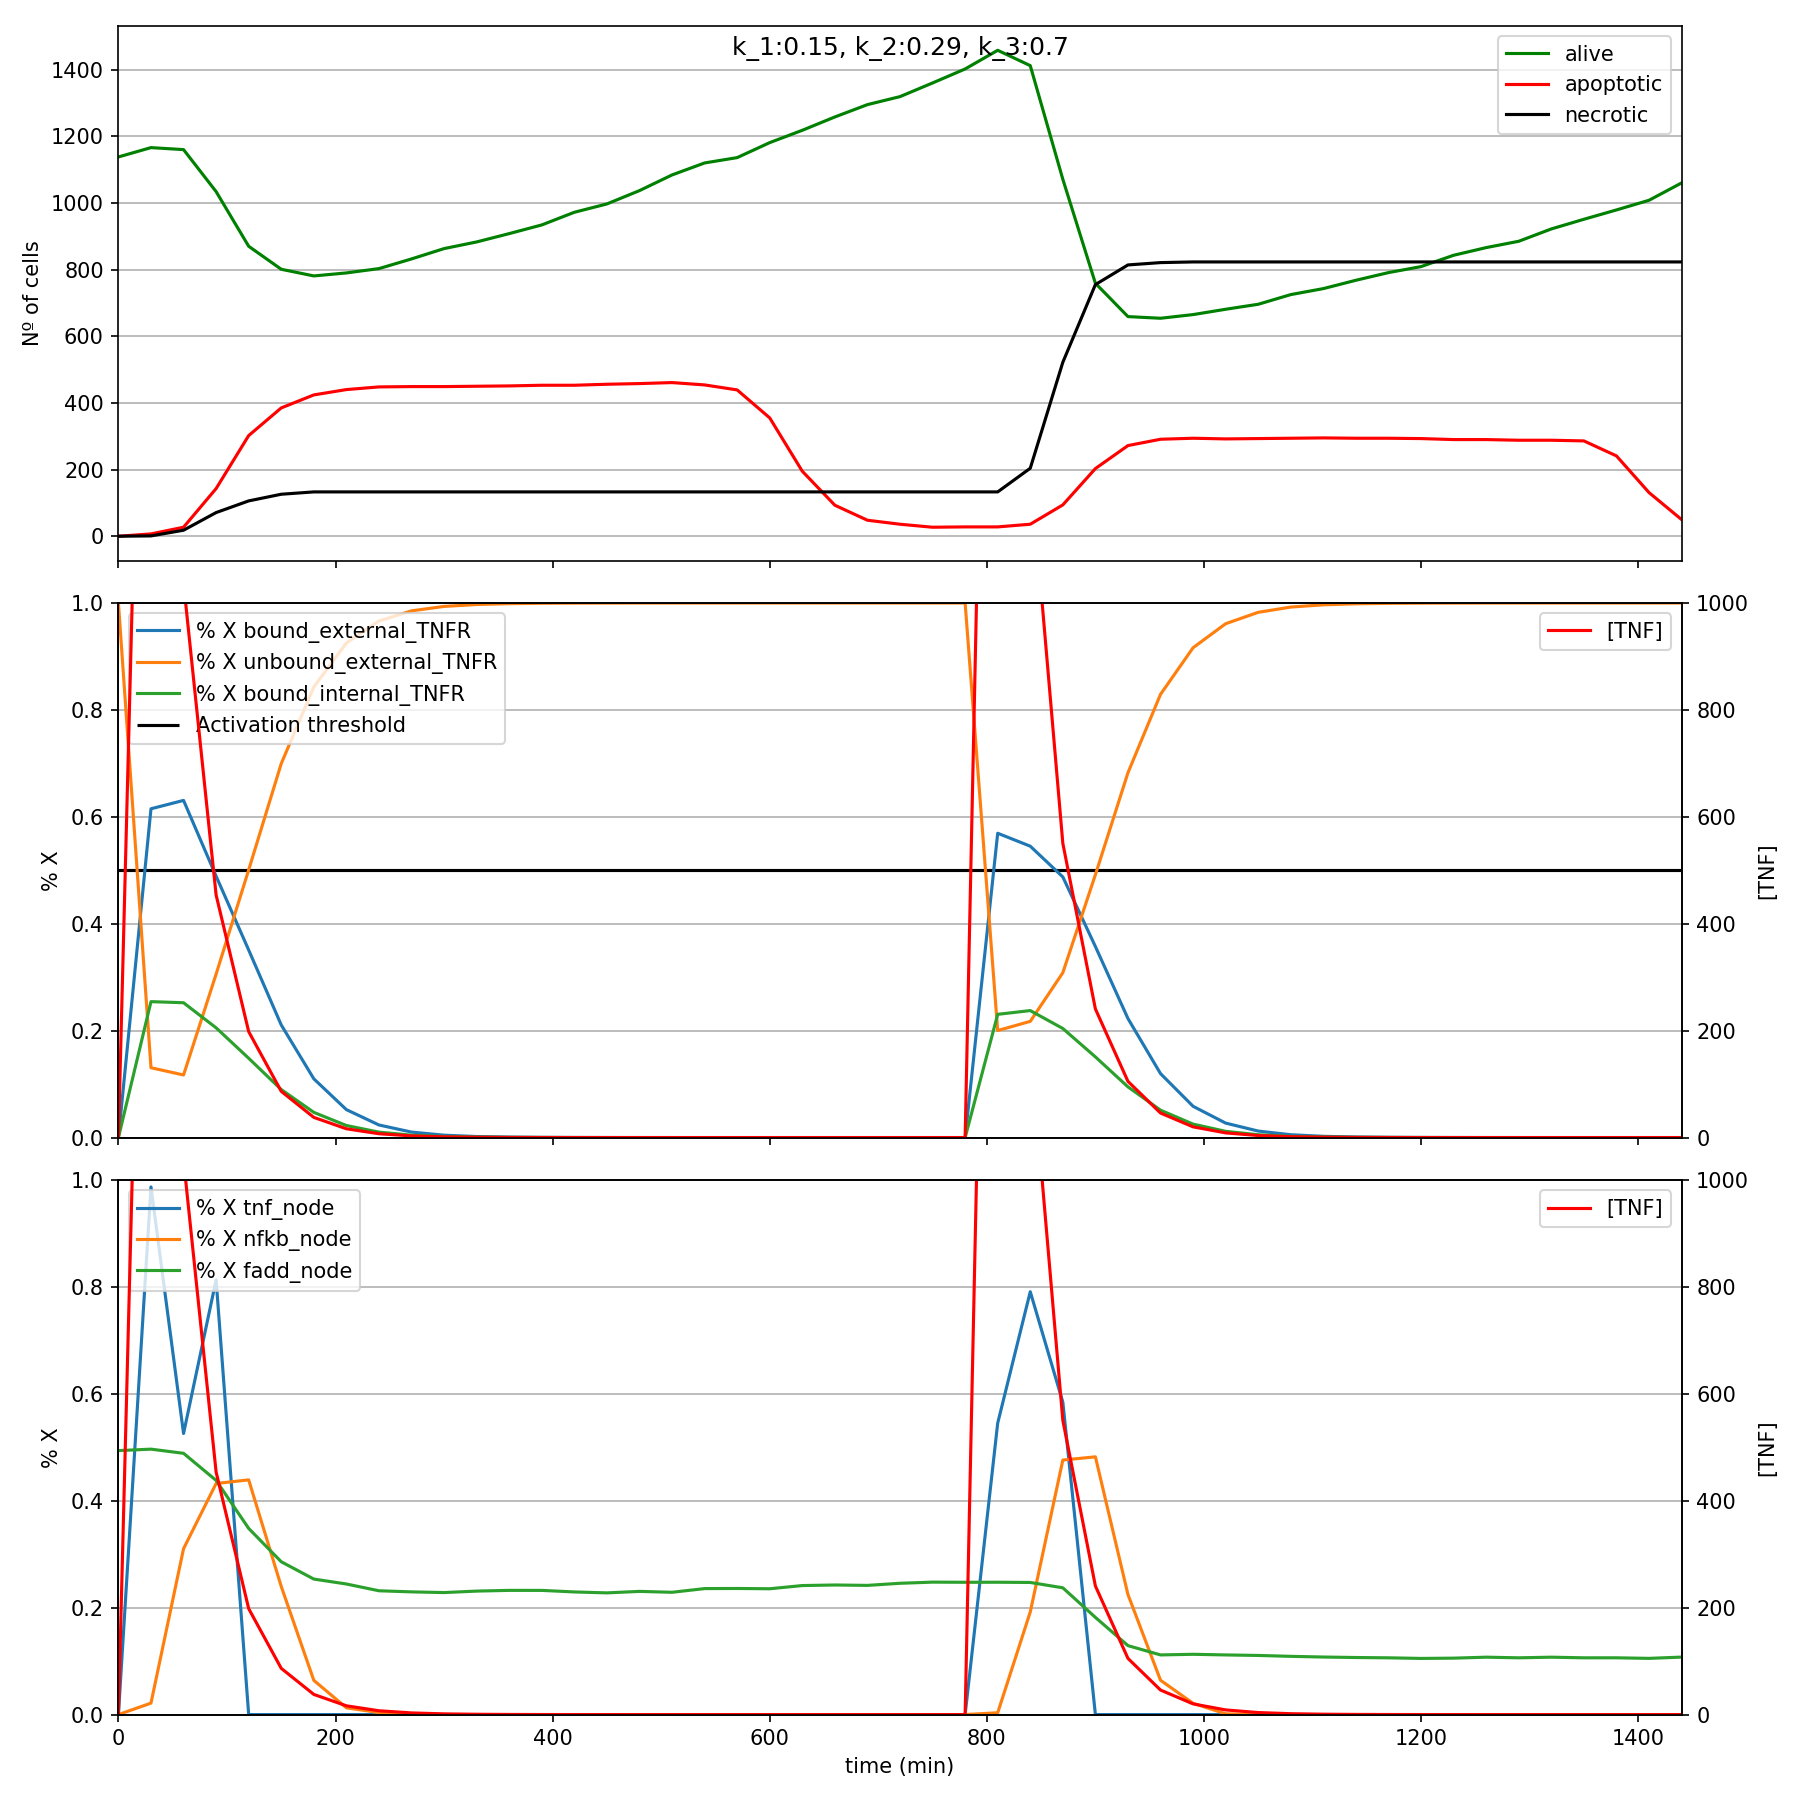 k_1:0.15, k_2:0.29, k_3:0.7
alive
apoptotic
necrotic
1400
1200
1000
800
600
400
200
0
Nº of cells
% X bound_external_TNFR
% X unbound_external_TNFR
% X bound_internal_TNFR
Activation threshold
[TNF]
1.0
0.8
0.6
0.4
0.2
0.0
% X
1000
800
600
400
200
0
[TNF]
% X tnf_node
% X nfkb_node
% X fadd_node
[TNF]
1.0
0.8
0.6
0.4
0.2
0.0
% X
1000
800
600
400
200
0
[TNF]
0 200 400 600 800 1000 1200 1400
time (min)